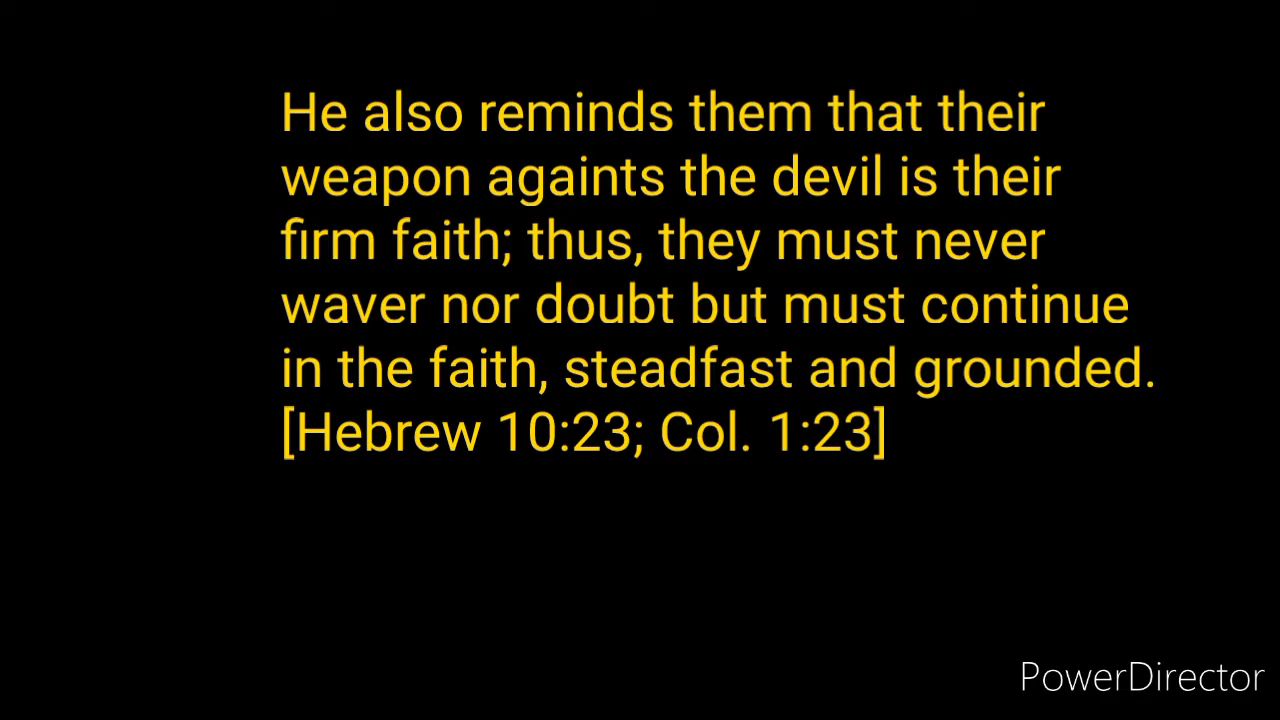 He also reminds them that their
weapon againts the devil is their
firm faith; thus, they must never
waver nor doubt but must continue
in the faith, steadfast and grounded.
[Hebrew 10:23; Col. 1:23]
PowerDirector